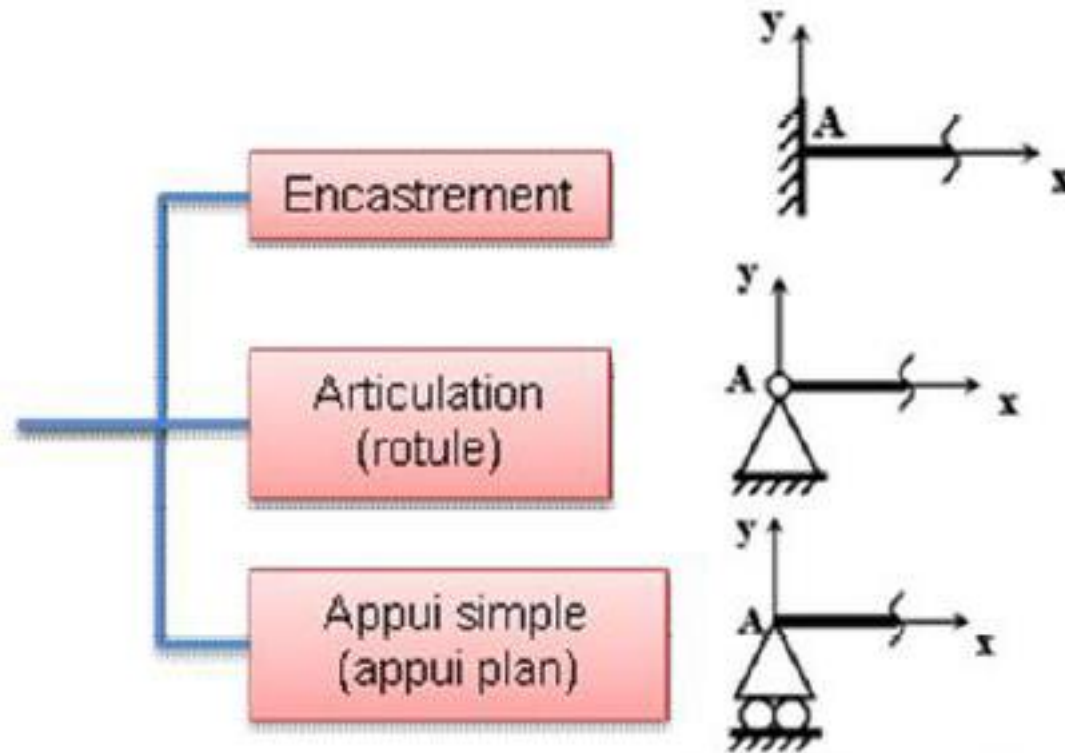 y
A
x
Encastrement
y
A
x
Articulation
(rotule)
y
A
x
Appui simple
(appui plan)